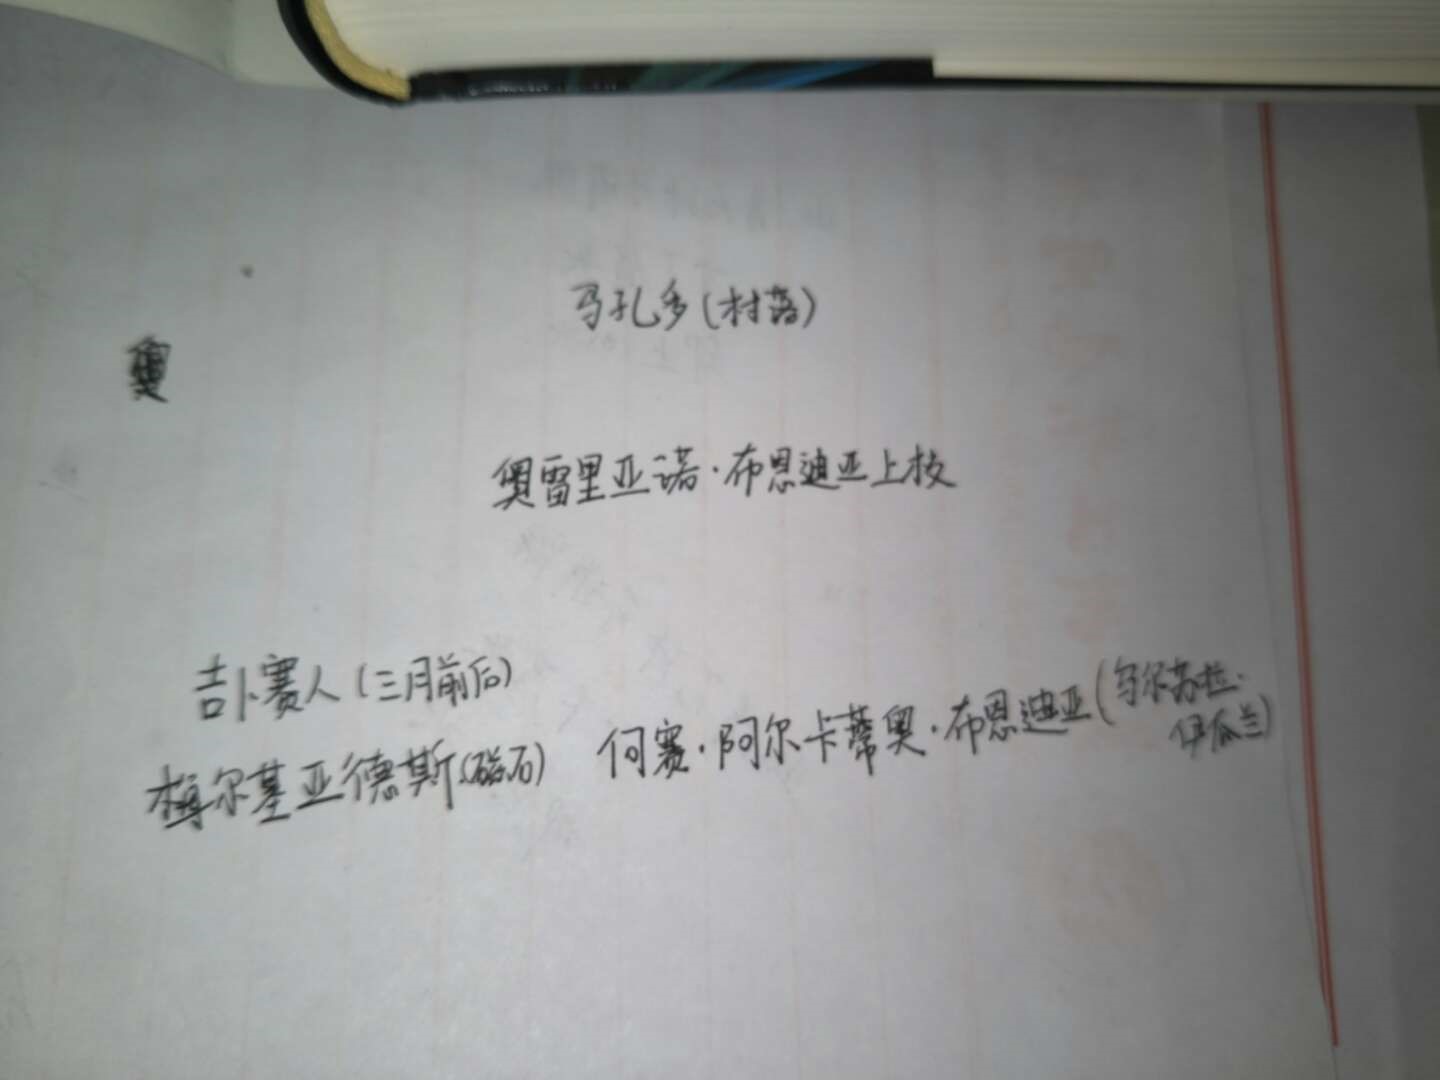 马孔多(村落)
奥雷里亚诺·布恩迪亚上校
吉卜赛人(三月前后)
梅尔基亚德斯(磁石)
何赛·阿尔卡蒂奥·布恩迪亚(乌尔苏拉·
伊瓜兰)